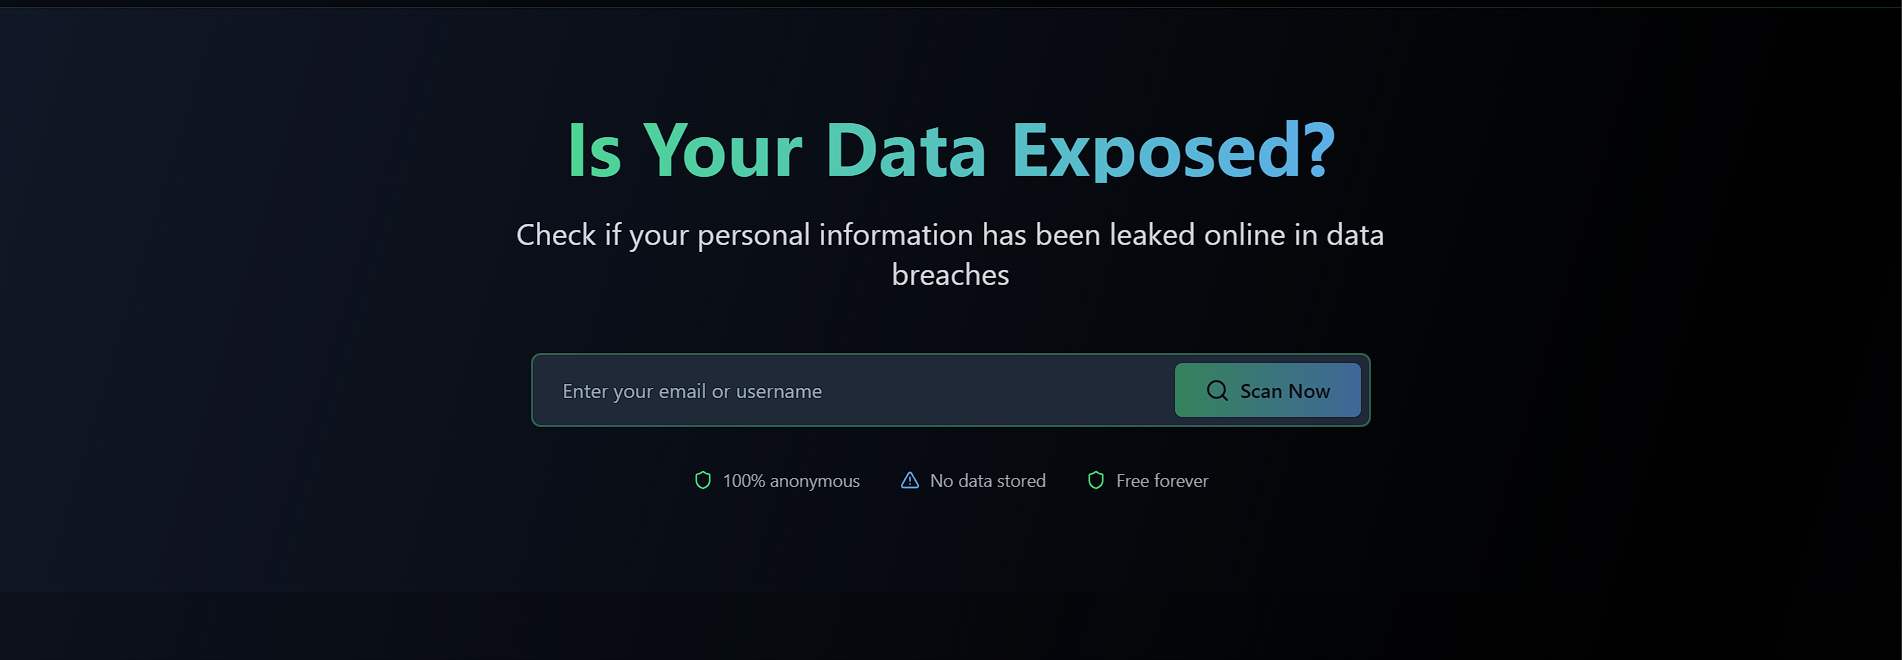 Is Your Data Exposed?
Check if your personal information has been leaked online in data
breaches
Enter your email or username
Scan Now
100% anonymous
No data stored
Free forever